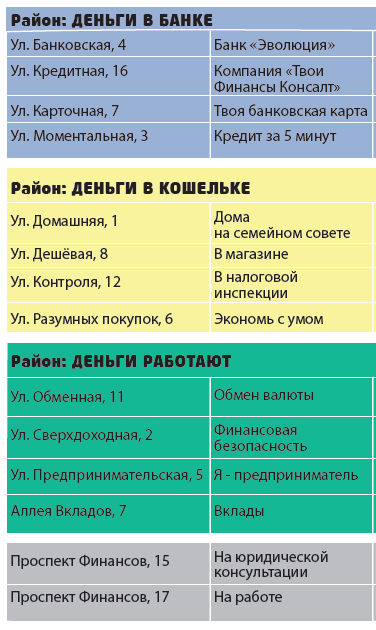 Район: ДЕНЬГИ В БАНКЕ
Ул. Банковская, 4 Банк «Эволюция»
Ул. Кредитная, 16 Компания «Твои
Финансы Консалт»
Ул. Карточная, 7 Твоя банковская карта
Ул. Моментальная, 3 Кредит за 5 минут
Район: ДЕНЬГИ В КОШЕЛЬКЕ
Ул. Домашняя, 1 Дома
на семейном совете
Ул. Дешёвая, 8 В магазине
Ул. Контроля, 12 В налоговой
инспекции
Ул. Разумных покупок, 6 Экономь с умом
Район: ДЕНЬГИ РАБОТАЮТ
Ул. Обменная, 11 Обмен валюты
Ул. Сверхдоходная, 2 Финансовая
безопасность
Ул. Предпринимательская, 5 Я - предприниматель
Аллея Вкладов, 7 Вклады
Проспект Финансов, 15 На юридической
консультации
Проспект Финансов, 17 На работе